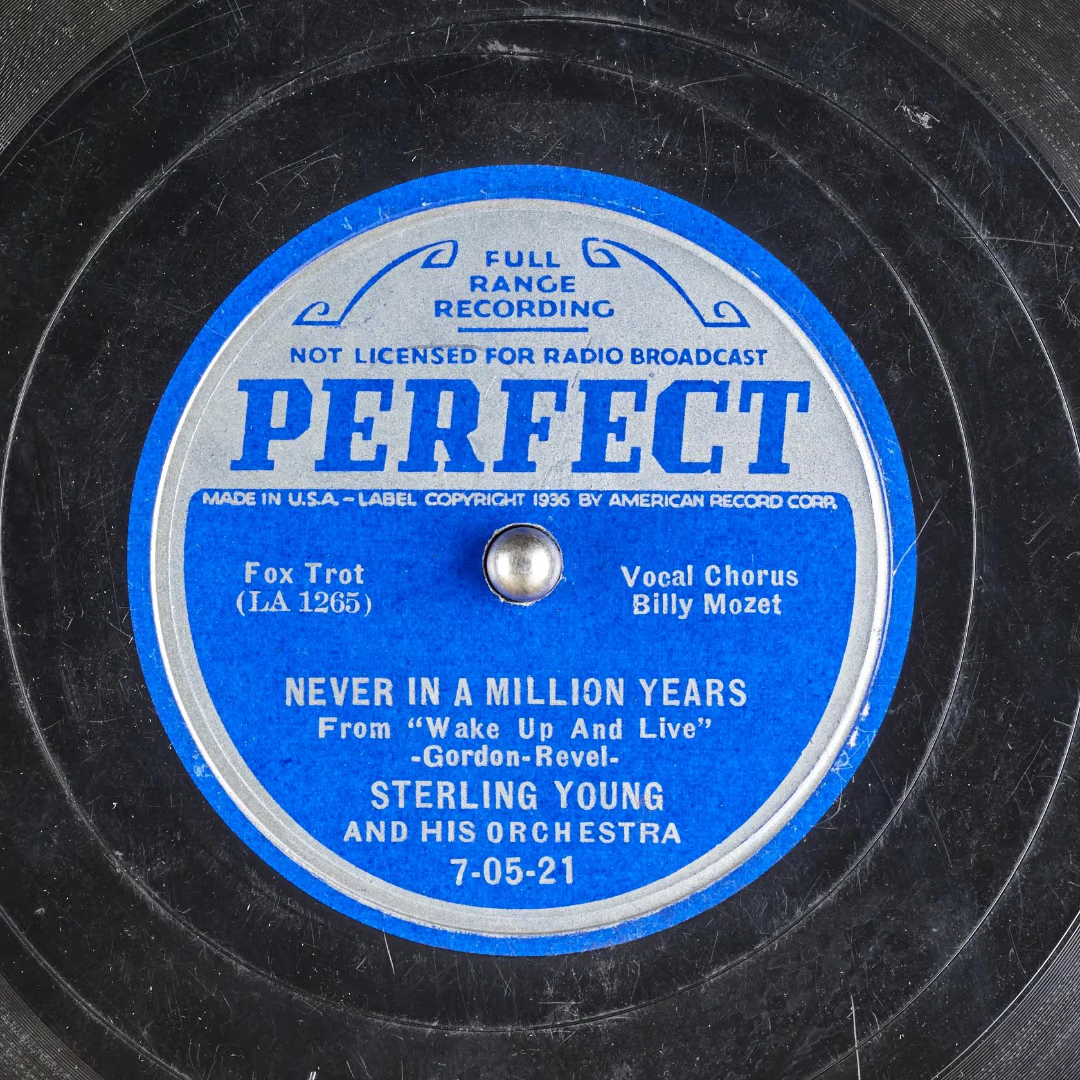 FULL
RANGE
RECORDING
NOT LICENSED FOR RADIO BROADCAST
PERFECT
MADE IN U.S.A. – LABEL COPYRIGHT 1936 BY AMERICAN RECORD CORP.
Fox Trot
(LA 1265)
Vocal Chorus
Billy Mozet
NEVER IN A MILLION YEARS
From “Wake Up And Live”
-Gordon-Revel-
STERLING YOUNG
AND HIS ORCHESTRA
7-05-21